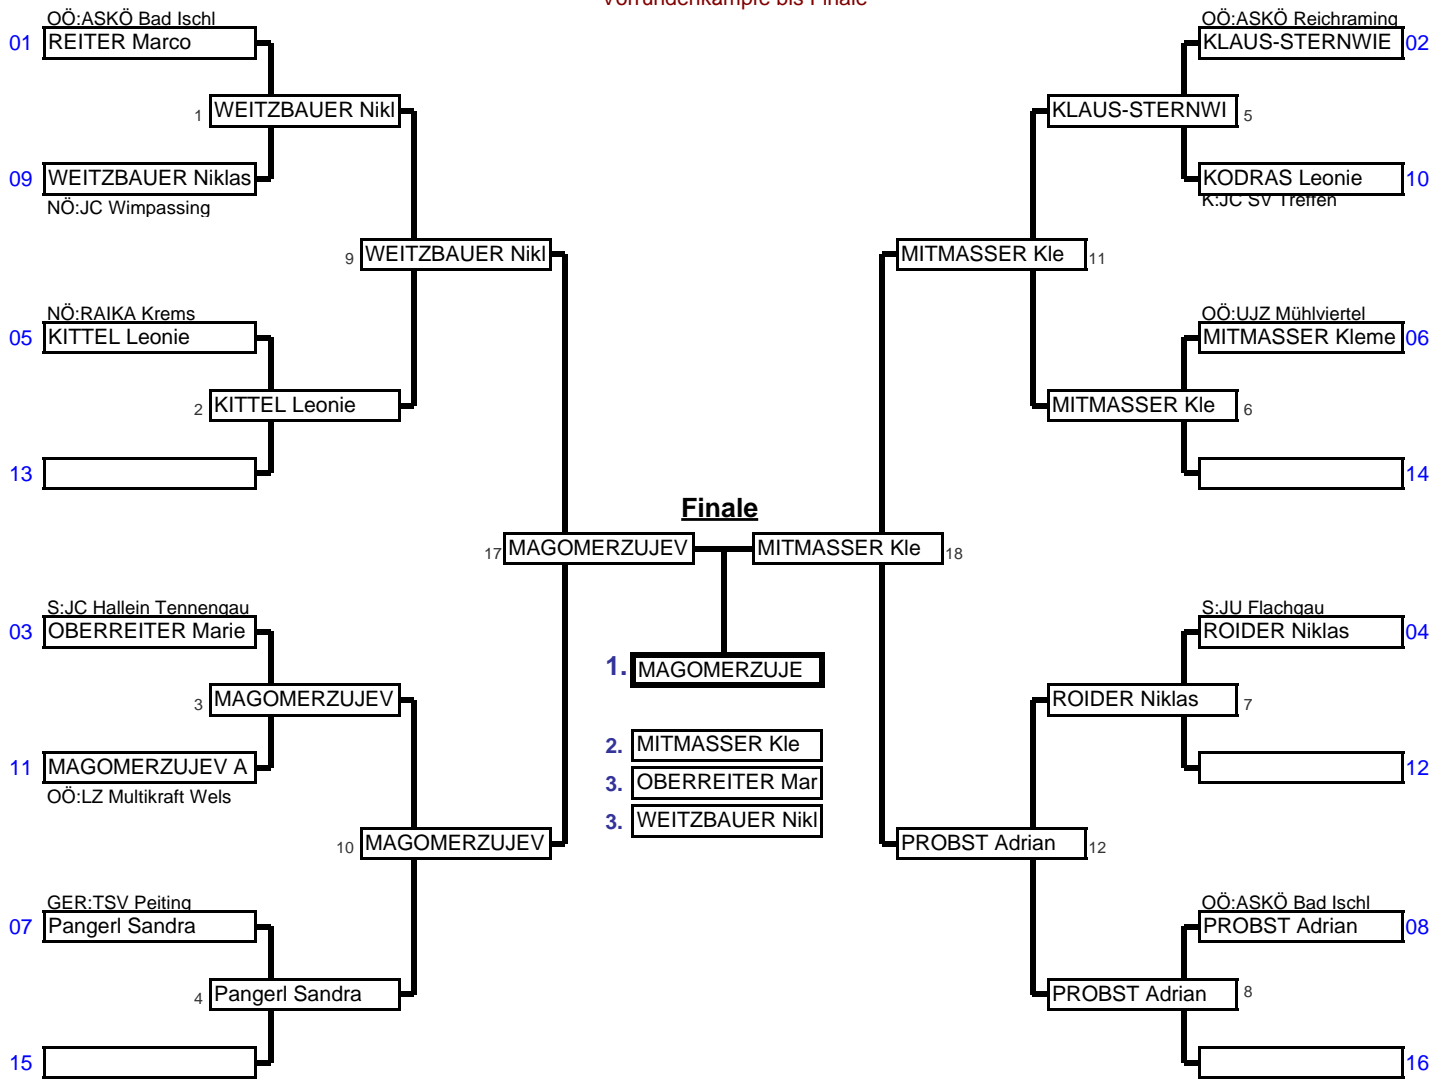 Vorrundenkämpfe bis Finale
OÖ:ASKÖ Bad Ischl
01 REITER Marco
1 WEITZBAUER Nikl
09 WEITZBAUER Niklas
NÖ:JC Wimpassing
9 WEITZBAUER Nikl
NÖ:RAIKA Krems
05 KITTEL Leonie
2 KITTEL Leonie
13
17 MAGOMERZUJEV
S:JC Hallein Tennengau
03 OBERREITER Marie
3 MAGOMERZUJEV
11 MAGOMERZUJEV A
OÖ:LZ Multikraft Wels
10 MAGOMERZUJEV
GER:TSV Peiting
07 Pangerl Sandra
4 Pangerl Sandra
15
Finale
1. MAGOMERZUJE
2. MITMASSER Kle
3. OBERREITER Mar
3. WEITZBAUER Nikl
OÖ:ASKÖ Reichraming
KLAUS-STERNWIE 02
KLAUS-STERNWI 5
KODRAS Leonie 10
K:JC SV Treffen
MITMASSER Kle 11
OÖ:UJZ Mühlviertel
MITMASSER Kleme 06
MITMASSER Kle 6
14
MITMASSER Kle 18
S:JU Flachgau
ROIDER Niklas 04
ROIDER Niklas 7
12
PROBST Adrian 12
OÖ:ASKÖ Bad Ischl
PROBST Adrian 08
PROBST Adrian 8
16